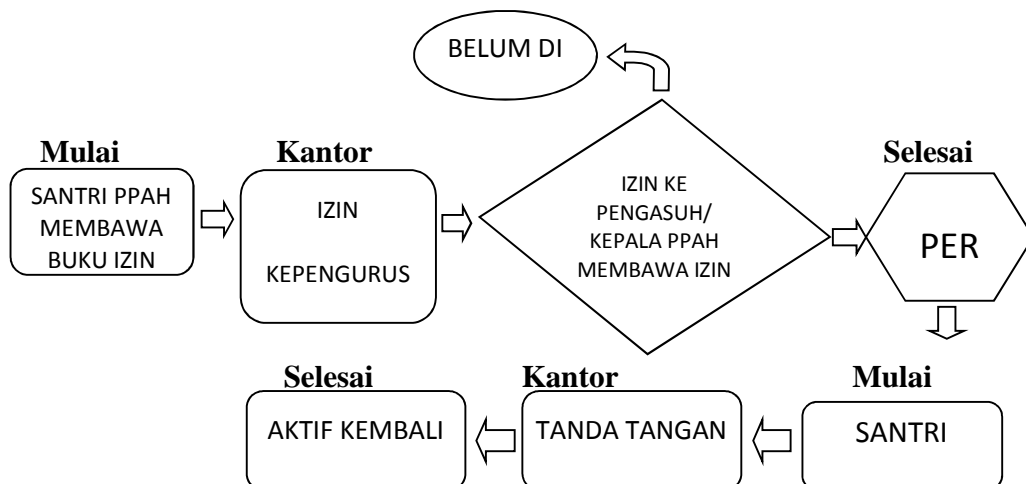 BELUM DI
Mulai
Kantor
Selesai
SANTRI PPAH
MEMBAWA
BUKU IZIN
IZIN
KEPENGURUS
IZIN KE
PENGASUH/
KEPALA PPAH
MEMBAWA IZIN
PER
Selesai
Kantor
Mulai
AKTIF KEMBALI
TANDA TANGAN
SANTRI